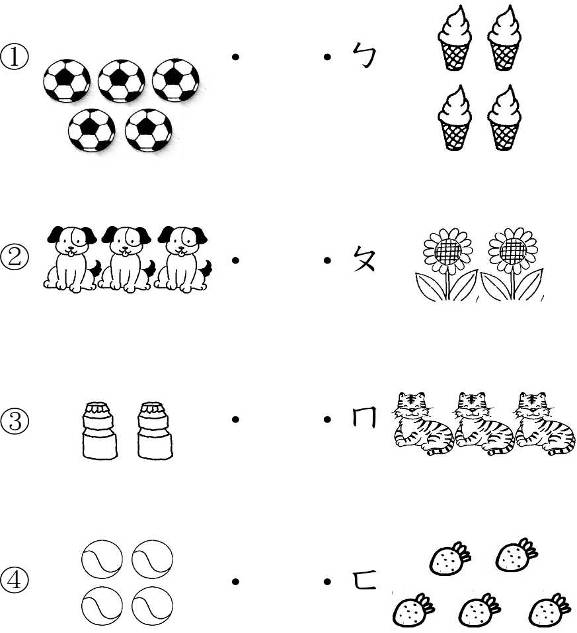 ① ㄅ
② ㄆ
③ ㄇ
④ ㄈ